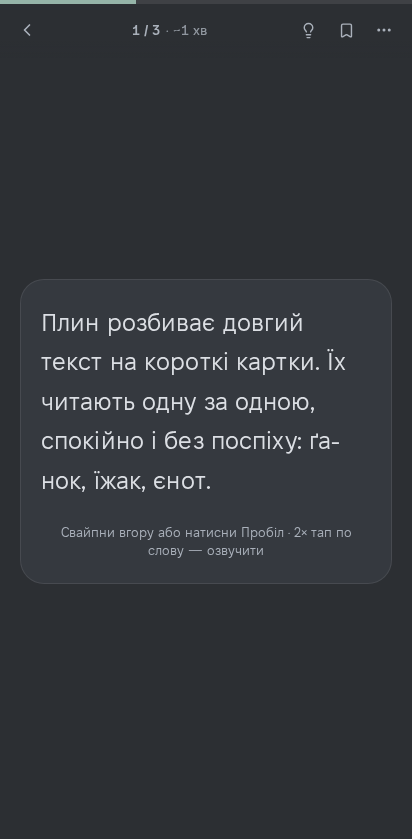 1 / 3 · ~1 хв
Плин розбиває довгий
текст на короткі картки. Їх
читають одну за одною,
спокійно і без поспіху: ґа-
нок, їжак, єнот.
Свайпни вгору або натисни Пробіл · 2× тап по
слову — озвучити